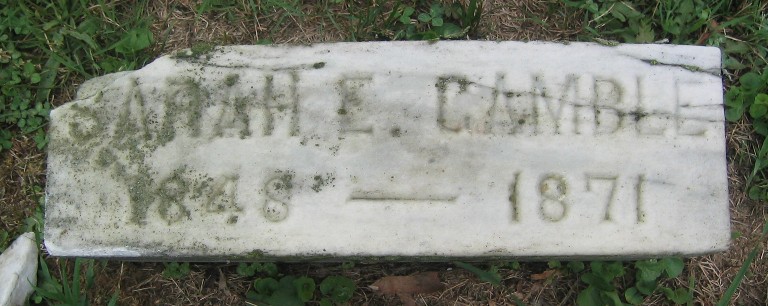 SARAH E. GAMBLE
1848 — 1871